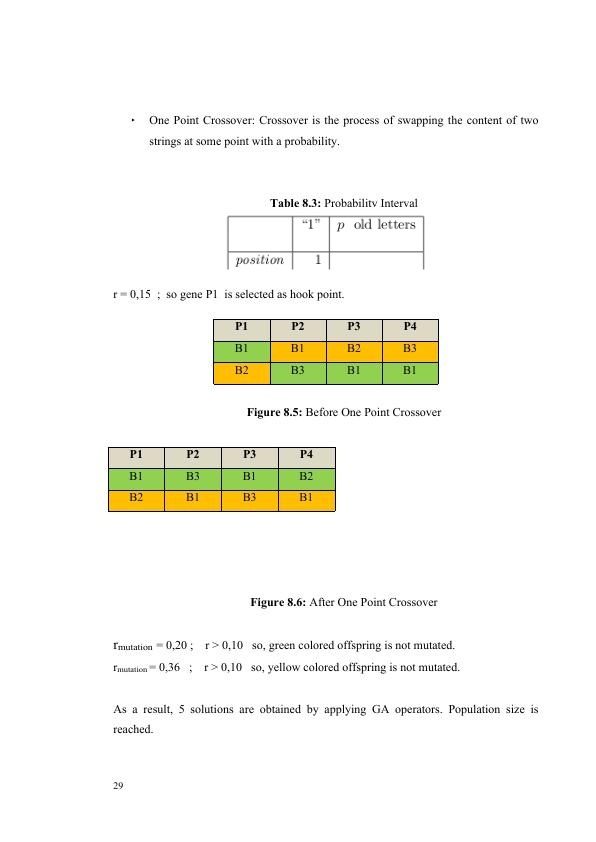 • One Point Crossover: Crossover is the process of swapping the content of two
strings at some point with a probability.
Table 8.3: Probability Interval
“1” p old letters
position 1
r = 0,15 ; so gene P1 is selected as hook point.
P1 P2 P3 P4
B1 B1 B2 B3
B2 B3 B1 B1
Figure 8.5: Before One Point Crossover
P1 P2 P3 P4
B1 B3 B1 B2
B2 B1 B3 B1
Figure 8.6: After One Point Crossover
rmutation = 0,20 ; r > 0,10 so, green colored offspring is not mutated.
rmutation = 0,36 ; r > 0,10 so, yellow colored offspring is not mutated.
As a result, 5 solutions are obtained by applying GA operators. Population size is
reached.
29